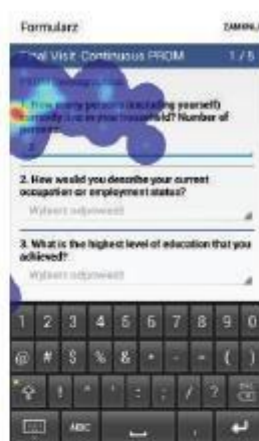 Formularz ZAMKNIJ
Final Visit-Continuous PROM 1 / 5
1. How many persons (including yourself)
currently live in your household? Number of
persons:
2
2. How would you describe your current
occupation or employment status?
Wybierz odpowiedź
3. What is the highest level of education that you
achieved?
Wybierz odpowiedź
1 2 3 4 5 6 7 8 9 0
@ # $ % & * - + ( )
! " ' : ; / ?
ABC ,